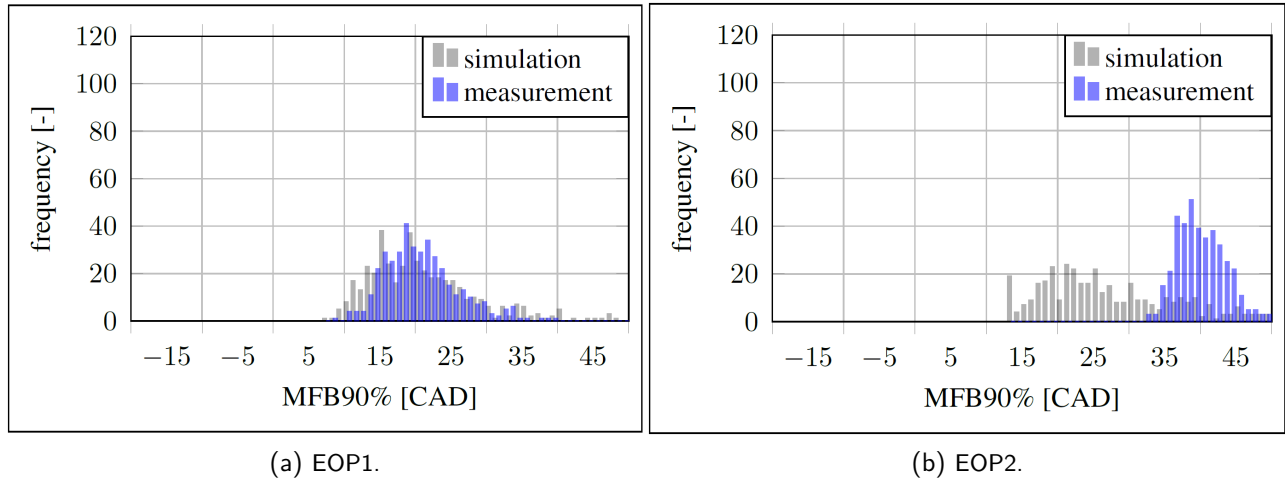 120
100
80
60
40
20
0
frequency [-]
simulation
measurement
−15 −5 5 15 25 35 45
MFB90% [CAD]
(a) EOP1.
120
100
80
60
40
20
0
frequency [-]
simulation
measurement
−15 −5 5 15 25 35 45
MFB90% [CAD]
(b) EOP2.